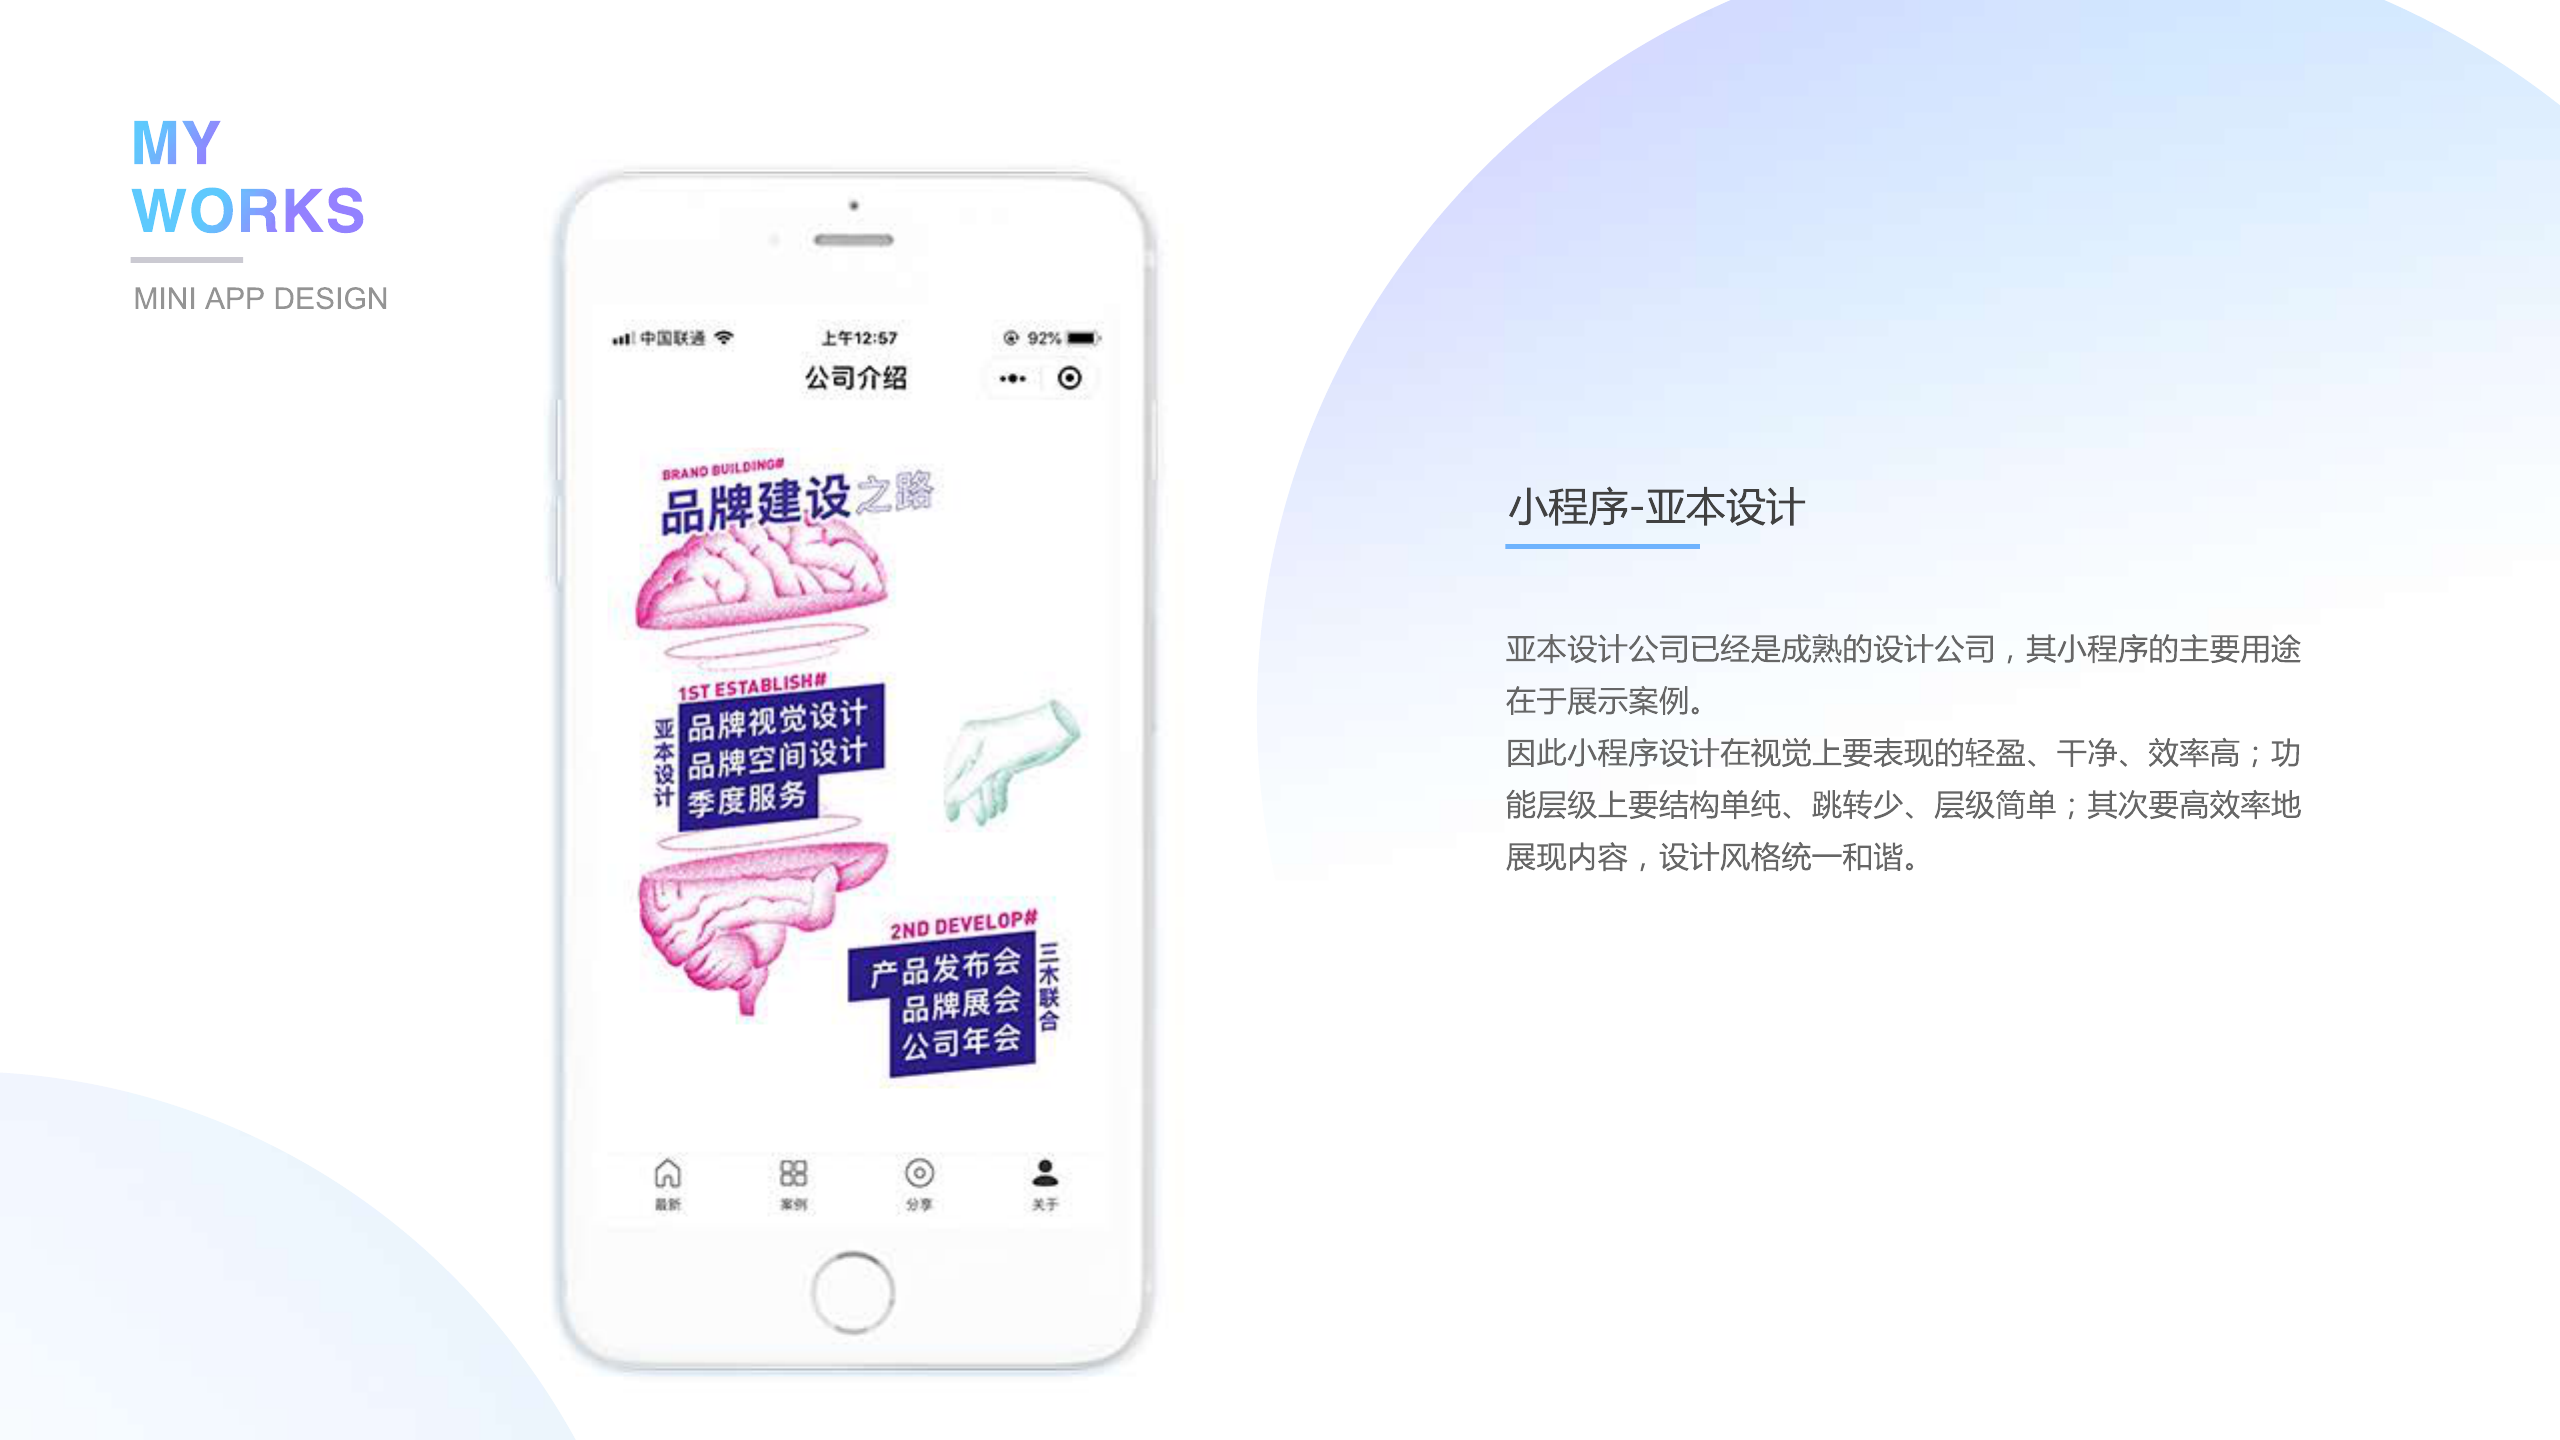 MY
WORKS
MINI APP DESIGN
中国联通
上午12:57
92%
公司介绍
BRAND BUILDING#
品牌建设之路
1ST ESTABLISH#
亚本设计
品牌视觉设计
品牌空间设计
季度服务
2ND DEVELOP#
产品发布会
品牌展会
公司年会
三木联合
最新
案例
分享
关于
小程序-亚本设计
亚本设计公司已经是成熟的设计公司，其小程序的主要用途
在于展示案例。
因此小程序设计在视觉上要表现的轻盈、干净、效率高；功
能层级上要结构单纯、跳转少、层级简单；其次要高效率地
展现内容，设计风格统一和谐。